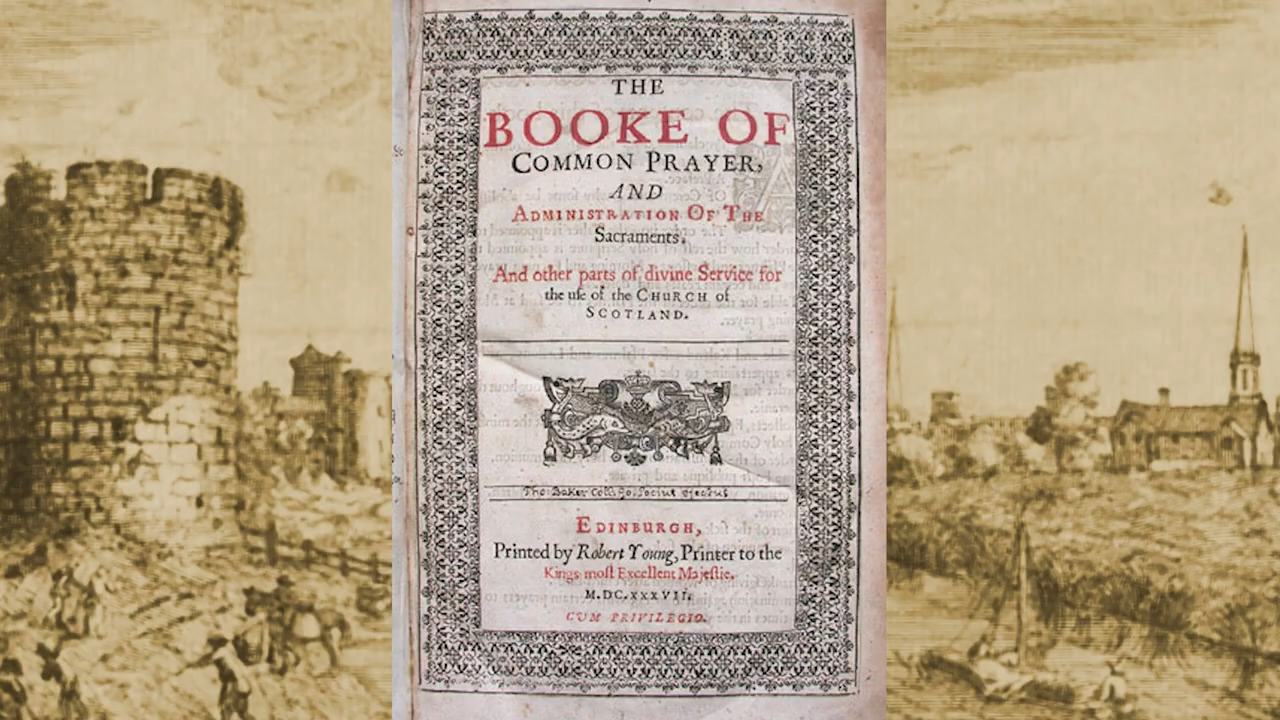 THE
BOOKE OF
COMMON PRAYER,
AND
ADMINISTRATION OF THE
Sacraments,
And other parts of divine Service for
the uſe of the CHURCH of
SCOTLAND.
Tho: Baker Coll: Jo: Socius ejectus
EDINBURGH,
Printed by Robert Young, Printer to the
Kings moſt Excellent Majeſtie,
M.DC.XXXVII.
CUM PRIVILEGIO.